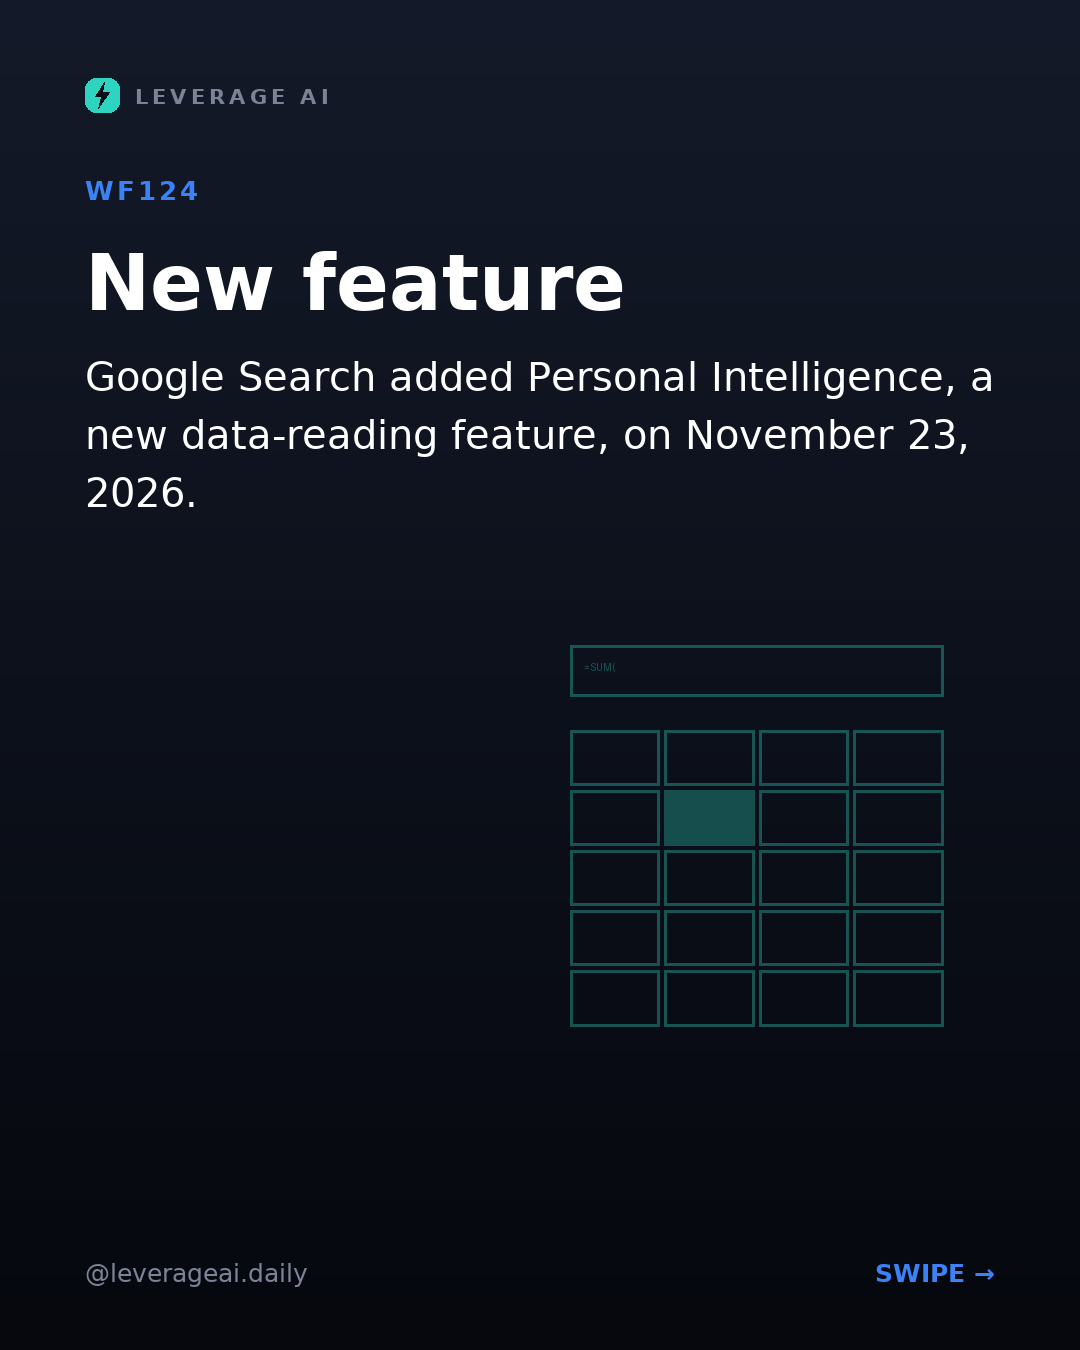 LEVERAGE AI
WF124
New feature
Google Search added Personal Intelligence, a
new data-reading feature, on November 23,
2026.
=SUM(
@leverageai.daily
SWIPE →